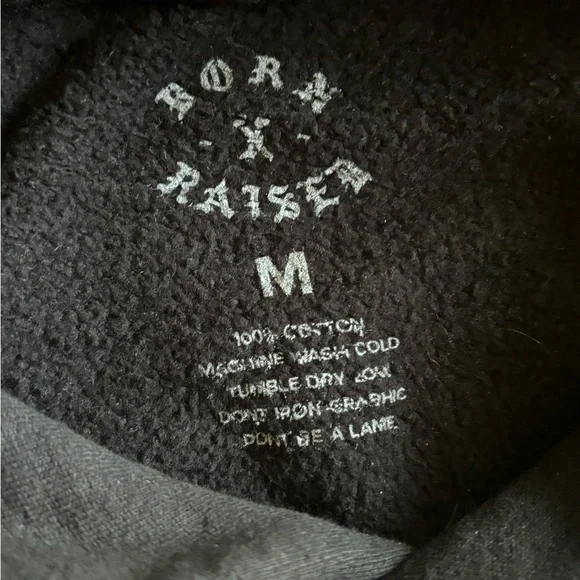 BORN
- X -
RAISED
M
100% COTTON
MACHINE WASH COLD
TUMBLE DRY LOW
DONT IRON GRAPHIC
DONT BE A LAME